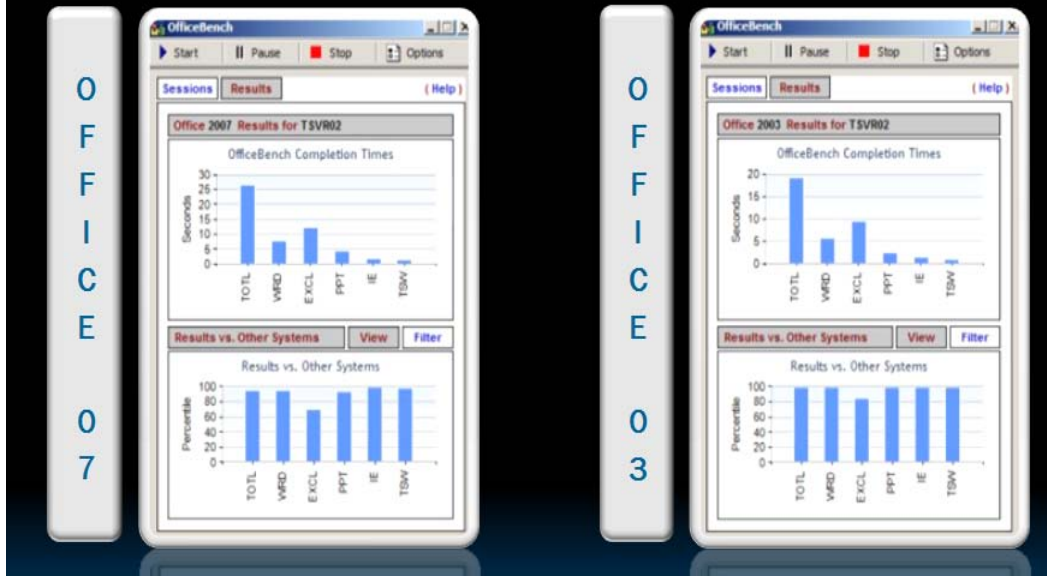 OFFICE 07
OfficeBench
Start Pause Stop Options
Sessions Results ( Help )
Office 2007 Results for TSVR02
OfficeBench Completion Times
Seconds
30
25
20
15
10
5
0
TOTL WRD EXCL PPT IE TSW
Results vs. Other Systems View Filter
Results vs. Other Systems
Percentile
100
80
60
40
20
0
TOTL WRD EXCL PPT IE TSW
OFFICE 03
OfficeBench
Start Pause Stop Options
Sessions Results ( Help )
Office 2003 Results for TSVR02
OfficeBench Completion Times
Seconds
20
15
10
5
0
TOTL WRD EXCL PPT IE TSW
Results vs. Other Systems View Filter
Results vs. Other Systems
Percentile
100
80
60
40
20
0
TOTL WRD EXCL PPT IE TSW